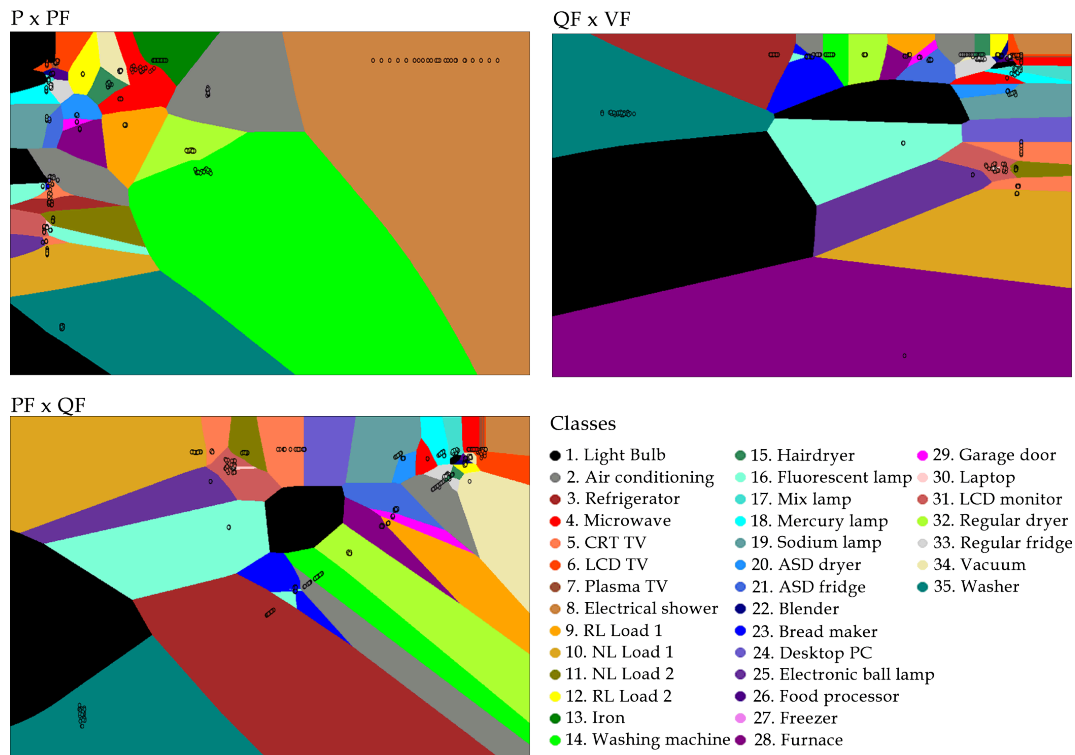 P x PF
QF x VF
PF x QF
Classes
1. Light Bulb
2. Air conditioning
3. Refrigerator
4. Microwave
5. CRT TV
6. LCD TV
7. Plasma TV
8. Electrical shower
9. RL Load 1
10. NL Load 1
11. NL Load 2
12. RL Load 2
13. Iron
14. Washing machine
15. Hairdryer
16. Fluorescent lamp
17. Mix lamp
18. Mercury lamp
19. Sodium lamp
20. ASD dryer
21. ASD fridge
22. Blender
23. Bread maker
24. Desktop PC
25. Electronic ball lamp
26. Food processor
27. Freezer
28. Furnace
29. Garage door
30. Laptop
31. LCD monitor
32. Regular dryer
33. Regular fridge
34. Vacuum
35. Washer